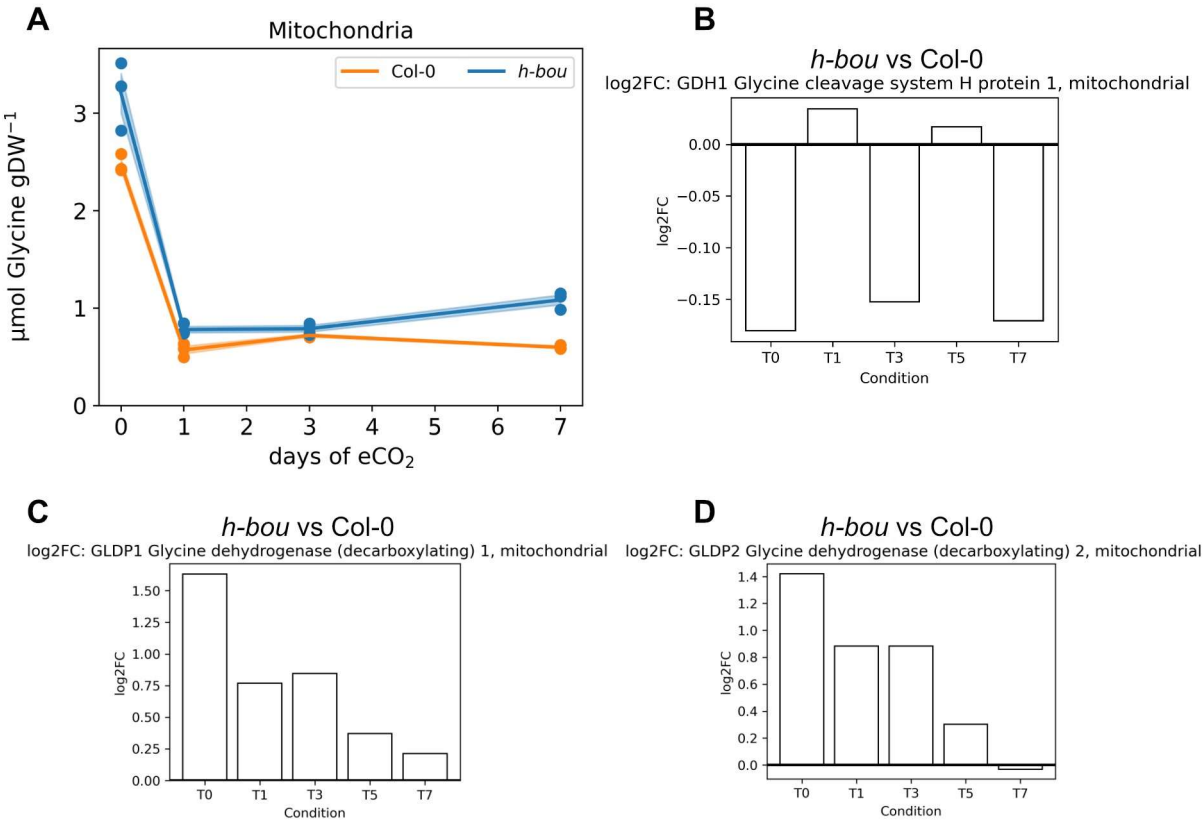 A
Mitochondria
Col-0
h-bou
µmol Glycine gDW⁻¹
3
2
1
0
0 1 2 3 4 5 6 7
days of eCO₂
B
h-bou vs Col-0
log2FC: GDH1 Glycine cleavage system H protein 1, mitochondrial
log2FC
0.00
−0.05
−0.10
−0.15
T0 T1 T3 T5 T7
Condition
C
h-bou vs Col-0
log2FC: GLDP1 Glycine dehydrogenase (decarboxylating) 1, mitochondrial
log2FC
1.50
1.25
1.00
0.75
0.50
0.25
0.00
T0 T1 T3 T5 T7
Condition
D
h-bou vs Col-0
log2FC: GLDP2 Glycine dehydrogenase (decarboxylating) 2, mitochondrial
log2FC
1.4
1.2
1.0
0.8
0.6
0.4
0.2
0.0
T0 T1 T3 T5 T7
Condition